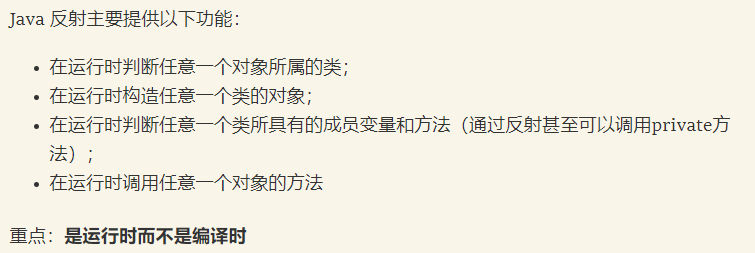 Java 反射主要提供以下功能：
• 在运行时判断任意一个对象所属的类；
• 在运行时构造任意一个类的对象；
• 在运行时判断任意一个类所具有的成员变量和方法（通过反射甚至可以调用private方
法）；
• 在运行时调用任意一个对象的方法
重点：是运行时而不是编译时